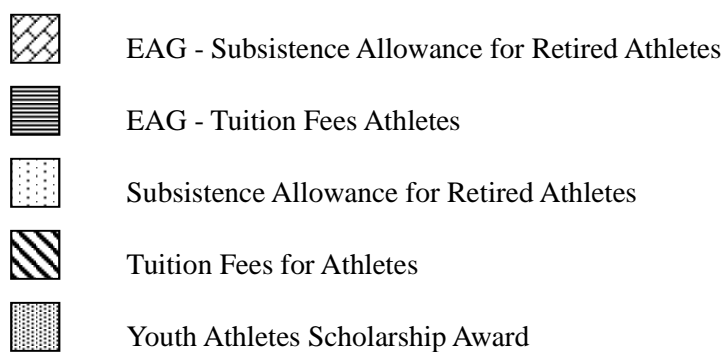 EAG - Subsistence Allowance for Retired Athletes
EAG - Tuition Fees Athletes
Subsistence Allowance for Retired Athletes
Tuition Fees for Athletes
Youth Athletes Scholarship Award